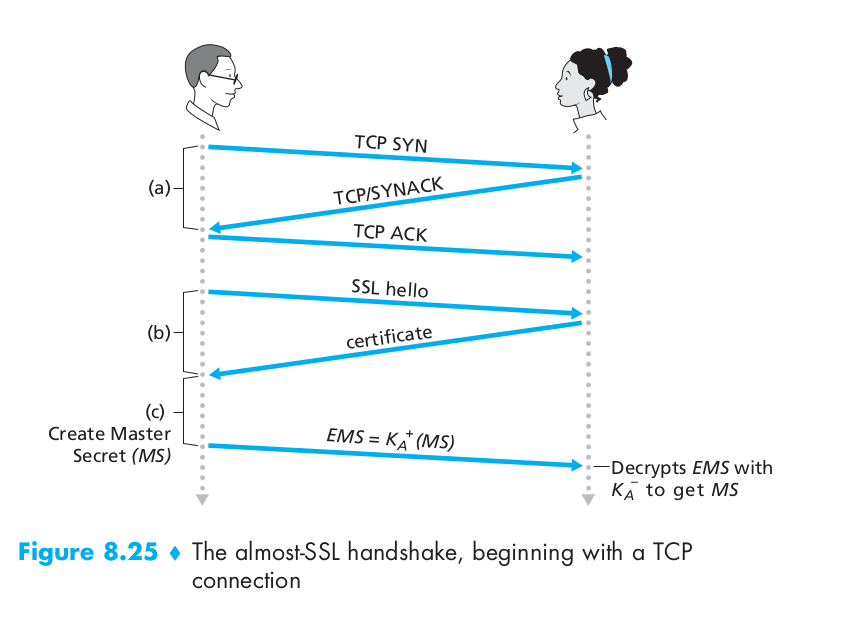 TCP SYN
(a)
TCP/SYNACK
TCP ACK
SSL hello
(b)
certificate
(c)
Create Master
Secret (MS)
EMS = K_A^+(MS)
Decrypts EMS with
K_A^- to get MS
Figure 8.25 ♦ The almost-SSL handshake, beginning with a TCP
connection